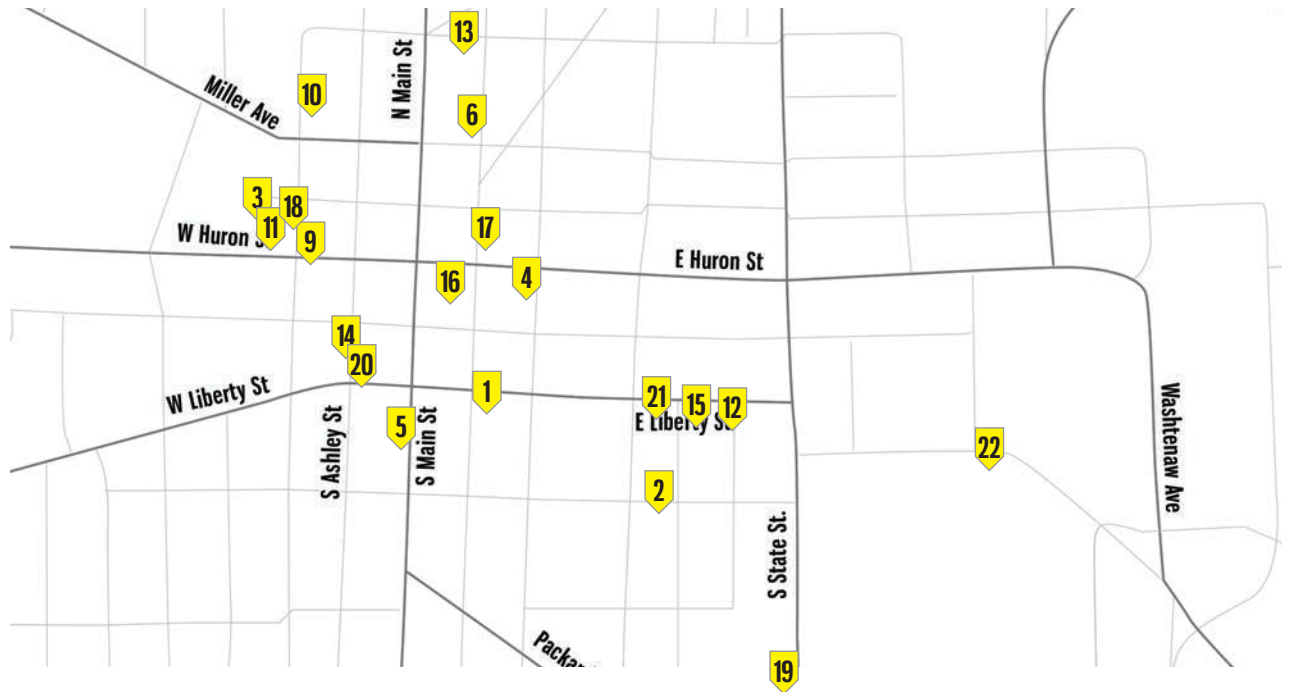 13
N Main St
10
Miller Ave
6
3
18
11
17
W Huron S
9
16
4
E Huron St
14
20
1
W Liberty St
21
15
12
E Liberty St
5
S Ashley St
S Main St
22
Washtenaw Ave
2
S State St.
Packar
19